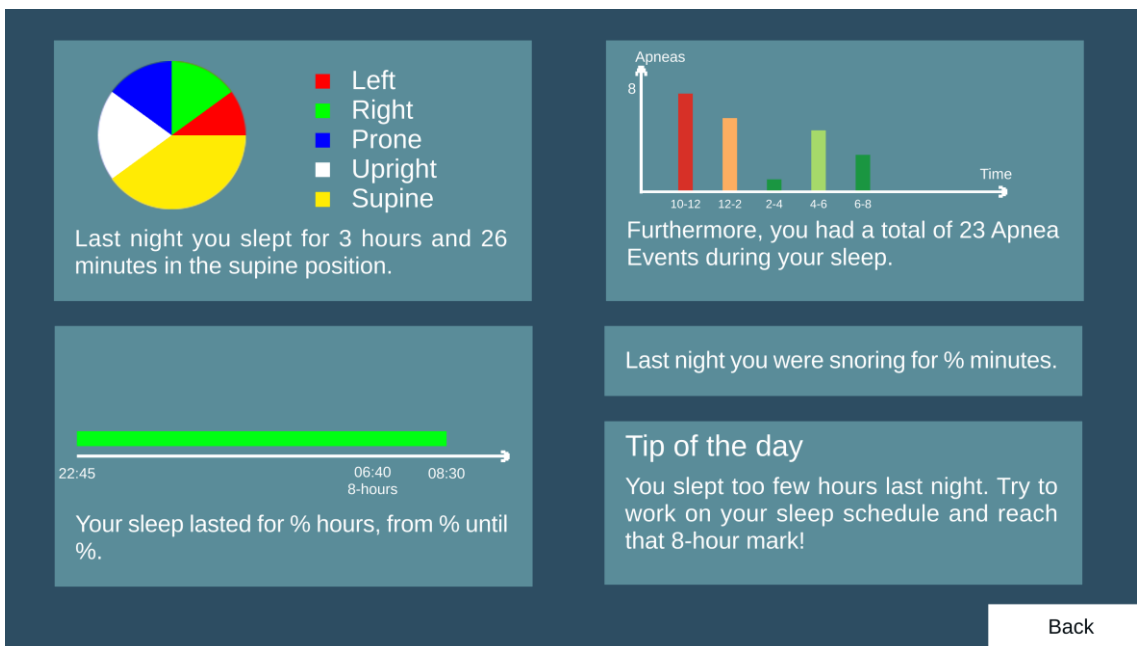 Left
Right
Prone
Upright
Supine
Last night you slept for 3 hours and 26
minutes in the supine position.
Apneas
8
Time
10-12 12-2 2-4 4-6 6-8
Furthermore, you had a total of 23 Apnea
Events during your sleep.
22:45 06:40 08:30
8-hours
Your sleep lasted for % hours, from % until
%.
Last night you were snoring for % minutes.
Tip of the day
You slept too few hours last night. Try to
work on your sleep schedule and reach
that 8-hour mark!
Back